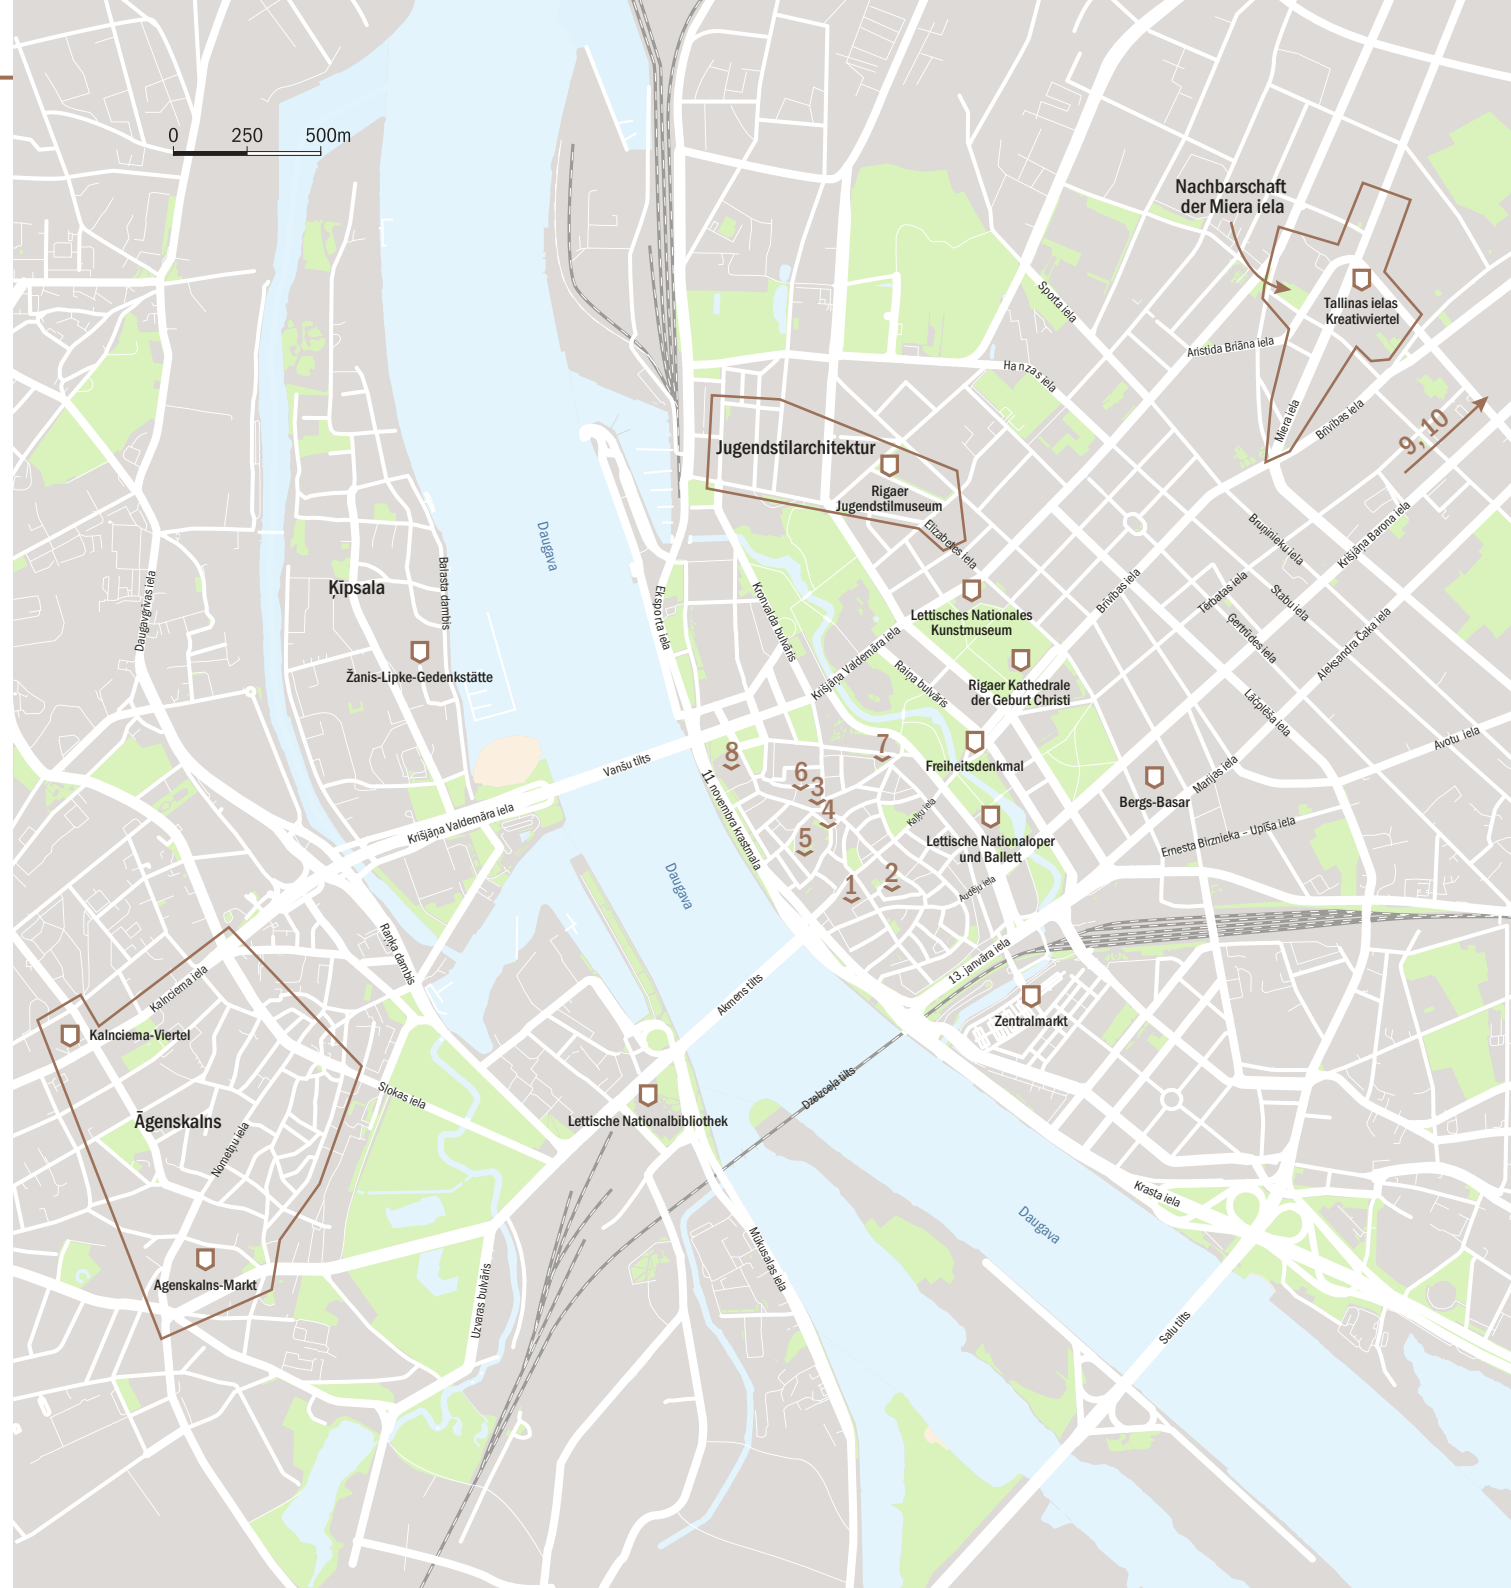 0 250 500m
Nachbarschaft
der Miera iela
Tallinas ielas
Kreativviertel
Sporta iela
Aristida Briāna iela
Hanzas iela
Miera iela
Brīvības iela
9, 10
Jugendstilarchitektur
Rigaer
Jugendstilmuseum
Elizabetes iela
Daugava
Ķīpsala
Balasta dambis
Daugavgrīvas iela
Eksporta iela
Kronvalda bulvāris
Bruņinieku iela
Krišjāņa Barona iela
Brīvības iela
Tērbatas iela
Stabu iela
Ģertrūdes iela
Aleksandra Čaka iela
Lettisches Nationales
Kunstmuseum
Žanis-Lipke-Gedenkstätte
Krišjāņa Valdemāra iela
Raiņa bulvāris
Rigaer Kathedrale
der Geburt Christi
Lāčplēša iela
Avotu iela
8
7
6
3
4
5
1
2
Freiheitsdenkmal
Vanšu tilts
11. novembra krastmala
Marijas iela
Bergs-Basar
Kaļķu iela
Krišjāņa Valdemāra iela
Lettische Nationaloper
und Ballett
Ernesta Birznieka – Upīša iela
Daugava
Audēju iela
Raņķa dambis
13. janvāra iela
Kalnciema iela
Akmens tilts
Zentralmarkt
Kalnciema-Viertel
Slokas iela
Dzelzceļa tilts
Āgenskalns
Lettische Nationalbibliothek
Nometņu iela
Krasta iela
Daugava
Mūkusalas iela
Agenskalns-Markt
Uzvaras bulvāris
Salu tilts